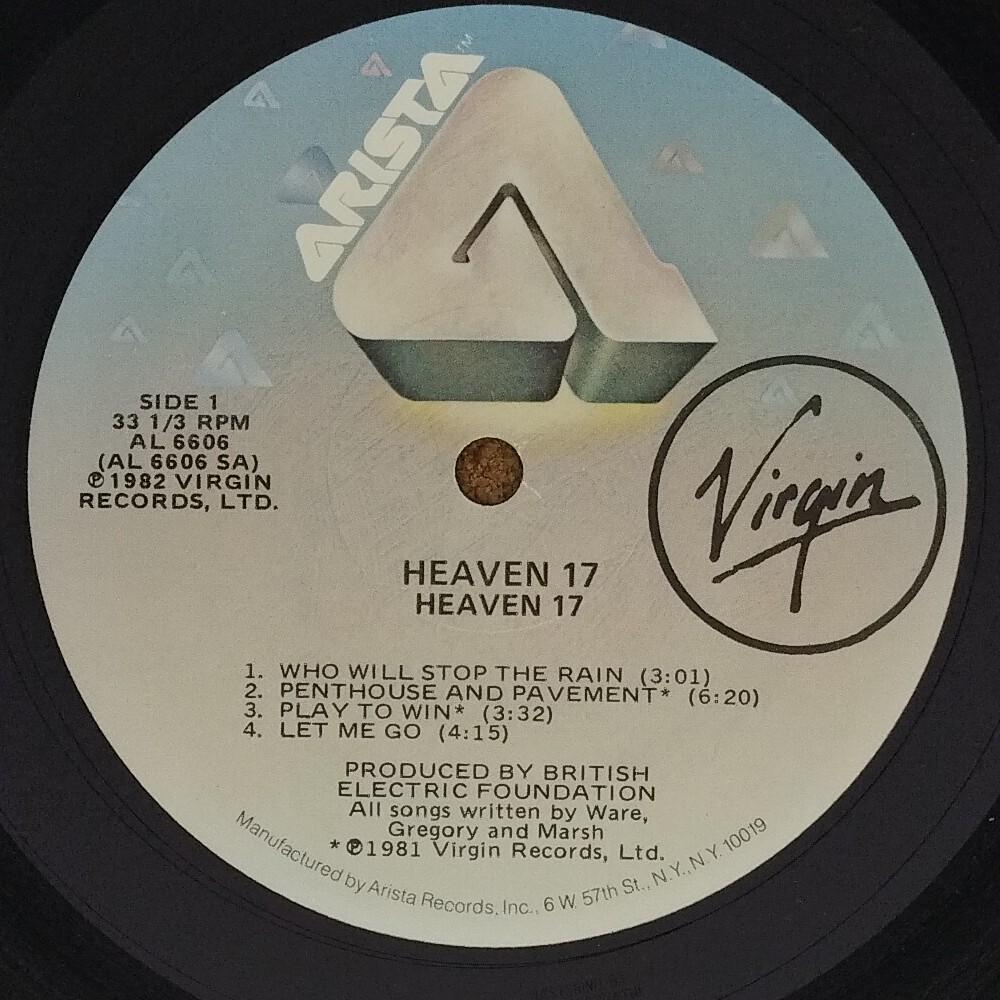 ARISTA™
SIDE 1
33 1/3 RPM
AL 6606
(AL 6606 SA)
℗1982 VIRGIN
RECORDS, LTD.
Virgin
HEAVEN 17
HEAVEN 17
1. WHO WILL STOP THE RAIN (3:01)
2. PENTHOUSE AND PAVEMENT* (6:20)
3. PLAY TO WIN* (3:32)
4. LET ME GO (4:15)
PRODUCED BY BRITISH
ELECTRIC FOUNDATION
All songs written by Ware,
Gregory and Marsh
*℗1981 Virgin Records, Ltd.
Manufactured by Arista Records, Inc., 6 W. 57th St., N.Y., N.Y. 10019